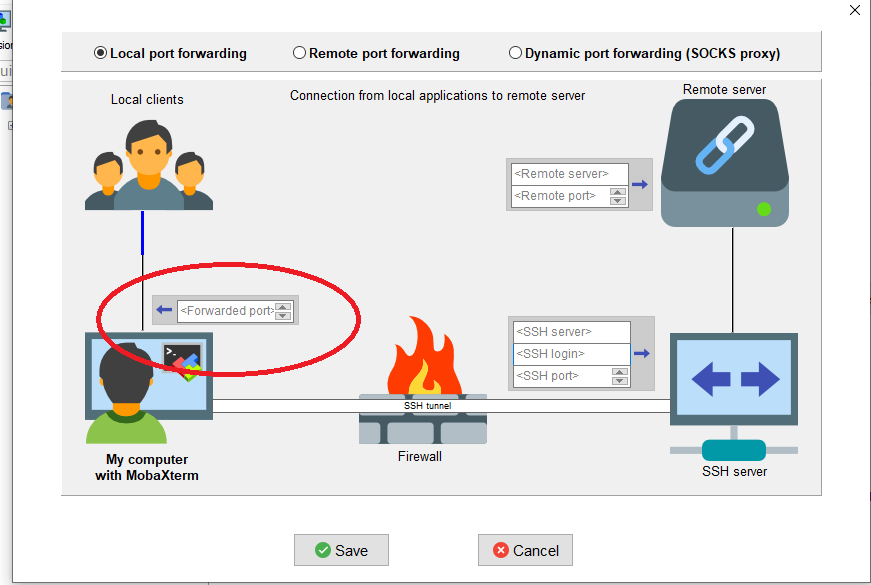 Local port forwarding
Remote port forwarding
Dynamic port forwarding (SOCKS proxy)
Local clients
Connection from local applications to remote server
Remote server
<Remote server>
<Remote port>
<Forwarded port>
<SSH server>
<SSH login>
<SSH port>
SSH tunnel
My computer
with MobaXterm
Firewall
SSH server
Save
Cancel